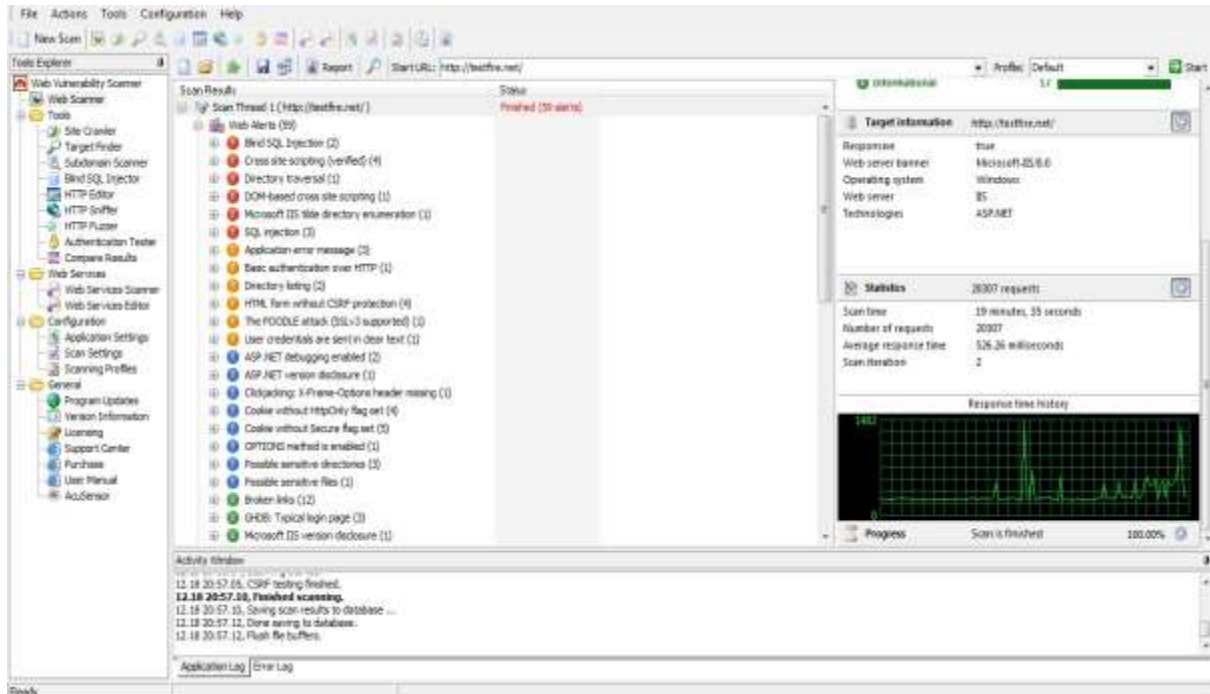 File Actions Tools Configuration Help
New Scan
Report Start URL: http://testfire.net/ Profile: Default Start
Tools Explorer
Web Vulnerability Scanner
Web Scanner
Tools
Site Crawler
Target Finder
Subdomain Scanner
Blind SQL Injector
HTTP Editor
HTTP Sniffer
HTTP Fuzzer
Authentication Tester
Compare Results
Web Services
Web Services Scanner
Web Services Editor
Configuration
Application Settings
Scan Settings
Scanning Profiles
General
Program Updates
Version Information
Licensing
Support Center
Purchase
User Manual
AcuSensor
Scan Results Status
Scan Thread 1 ( http://testfire.net/ ) Finished (59 alerts)
Web Alerts (59)
Blind SQL Injection (2)
Cross site scripting (verified) (4)
Directory traversal (1)
DOM-based cross site scripting (1)
Microsoft IIS tilde directory enumeration (1)
SQL injection (3)
Application error message (3)
Basic authentication over HTTP (1)
Directory listing (2)
HTML form without CSRF protection (4)
The POODLE attack (SSLv3 supported) (1)
User credentials are sent in clear text (1)
ASP.NET debugging enabled (2)
ASP.NET version disclosure (1)
Clickjacking: X-Frame-Options header missing (1)
Cookie without HttpOnly flag set (4)
Cookie without Secure flag set (5)
OPTIONS method is enabled (1)
Possible sensitive directories (3)
Possible sensitive files (1)
Broken links (12)
GHDB: Typical login page (3)
Microsoft IIS version disclosure (1)
Informational 17
Target information http://testfire.net/
Responsive true
Web server banner Microsoft-IIS/8.0
Operating system Windows
Web server IIS
Technologies ASP.NET
Statistics 20307 requests
Scan time 19 minutes, 35 seconds
Number of requests 20307
Average response time 526.26 milliseconds
Scan iteration 2
Response time history
1482
0
Progress Scan is finished 100.00%
Activity Window
12.18 20:57.05, CSRF testing finished.
12.18 20:57.10, Finished scanning.
12.18 20:57.10, Saving scan results to database ...
12.18 20:57.12, Done saving to database.
12.18 20:57.12, Flush file buffers.
Application Log Error Log
Ready